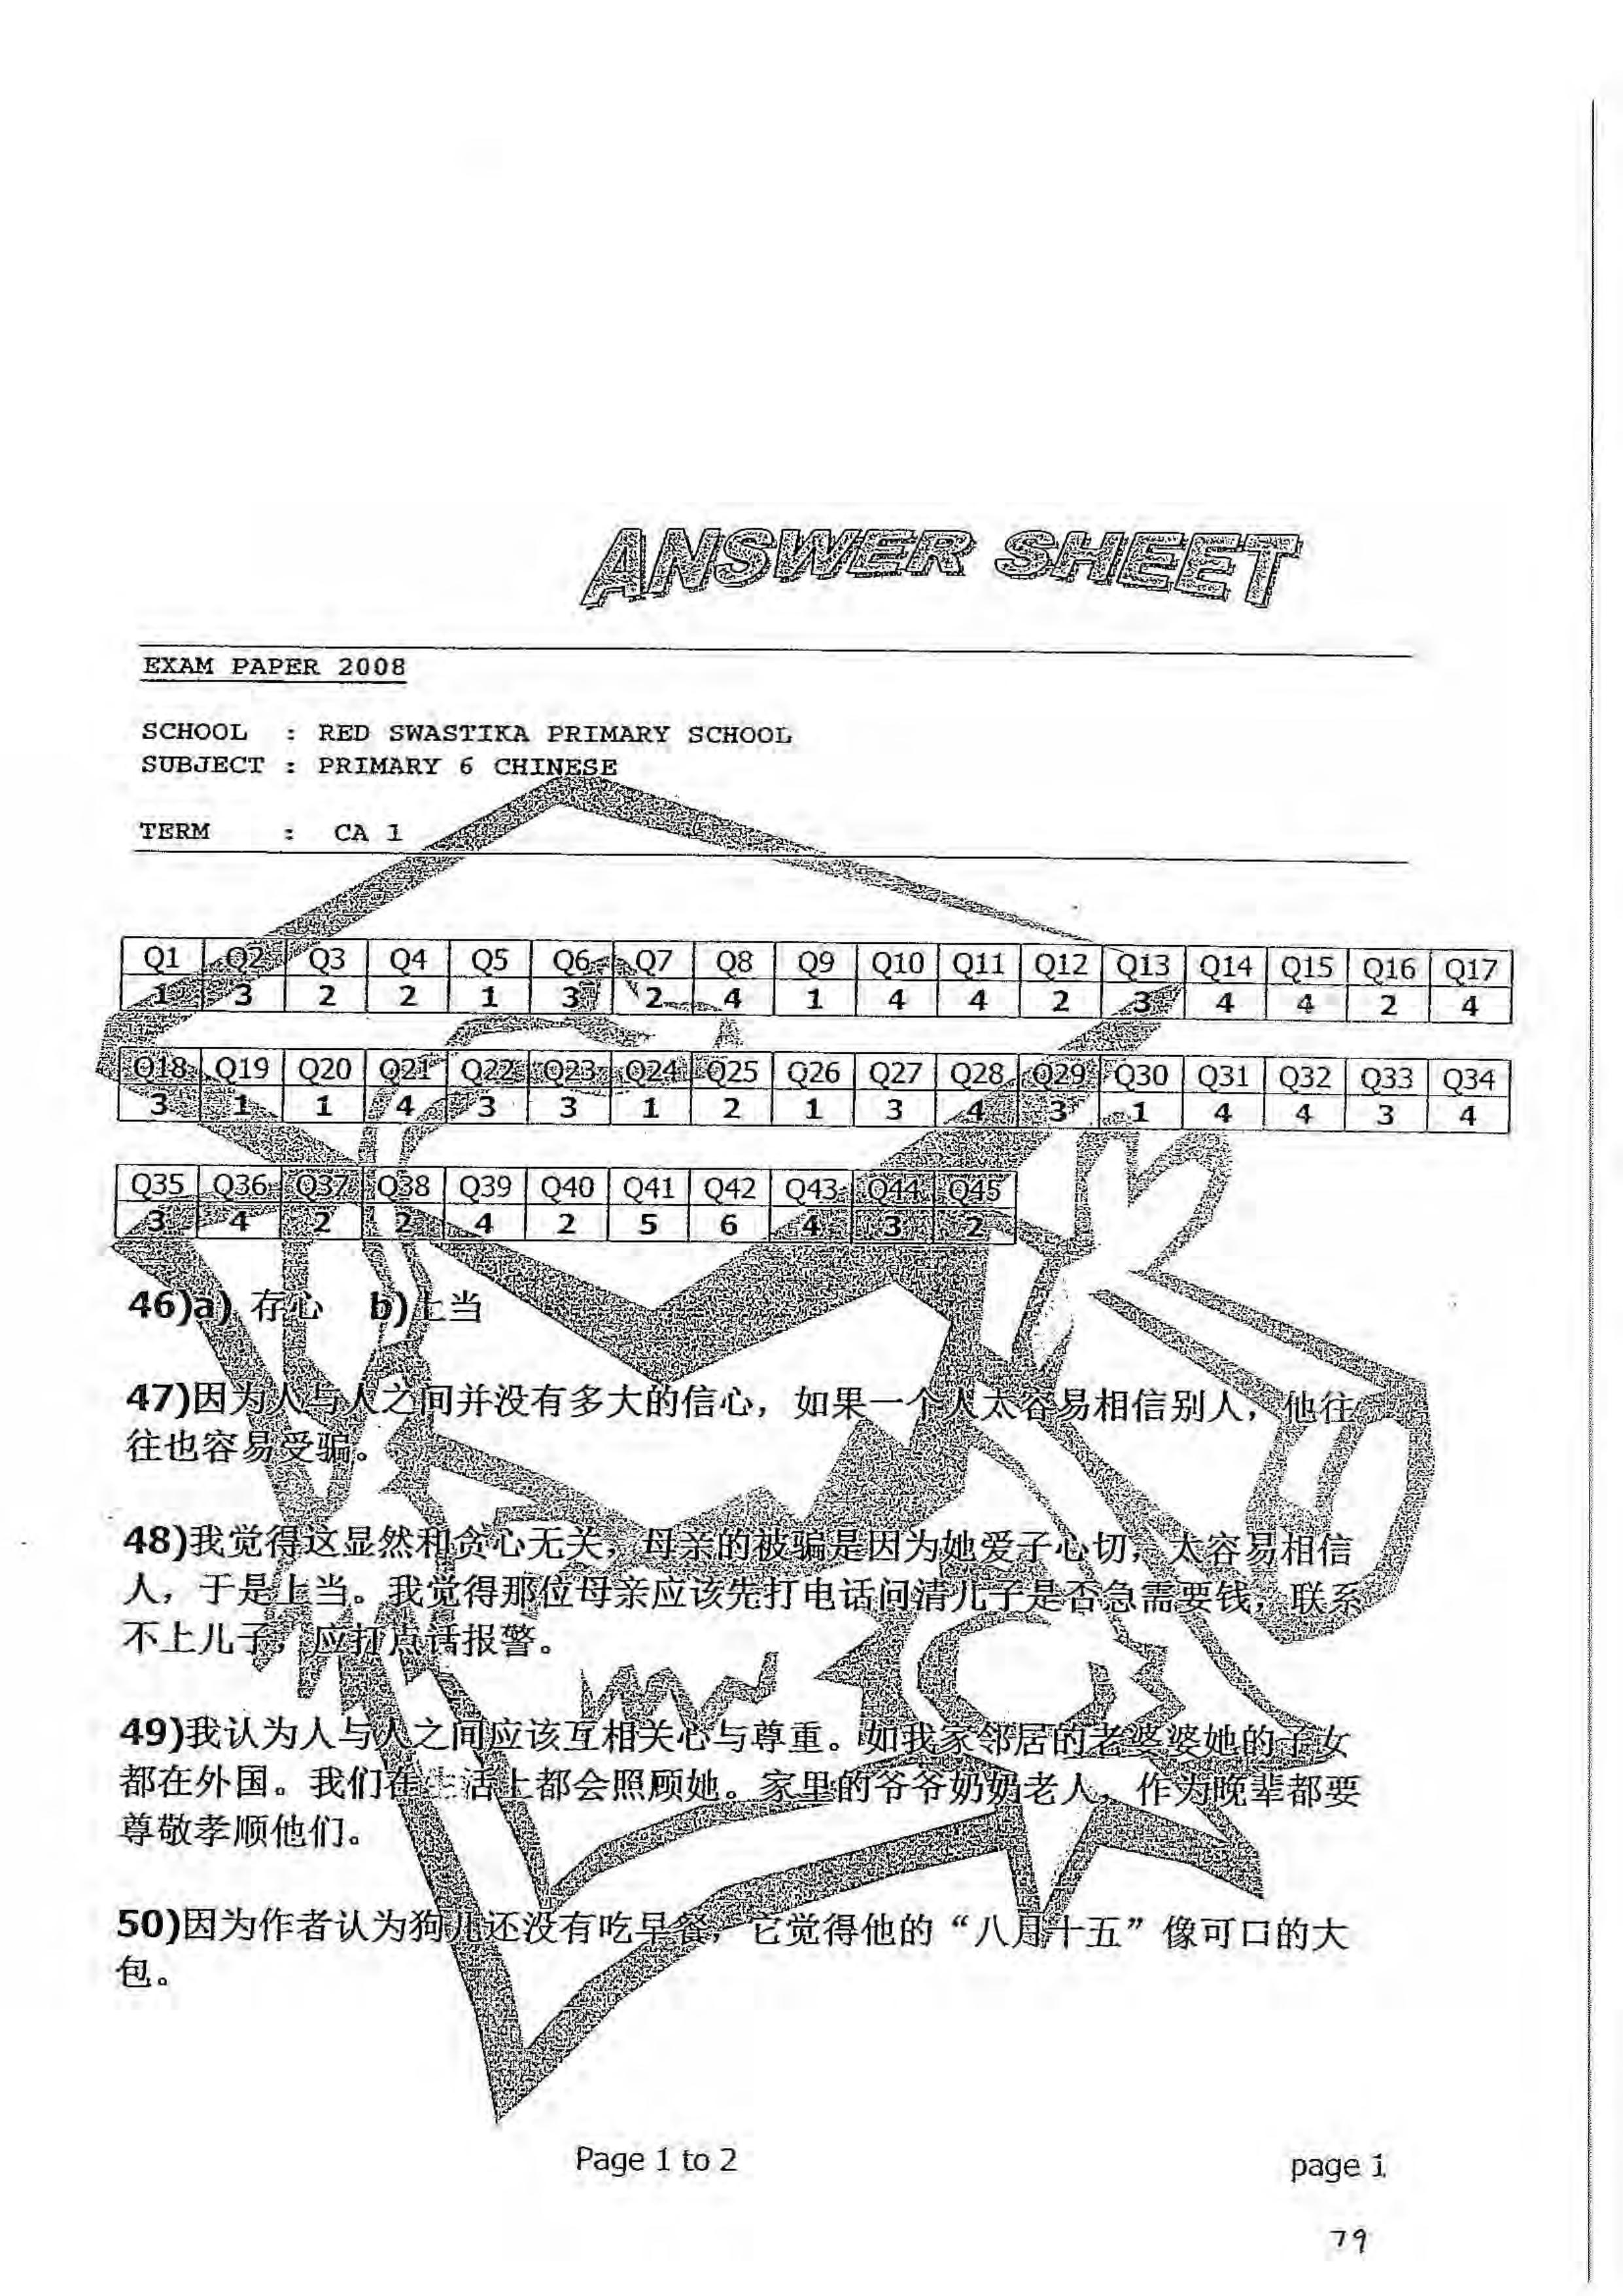 ANSWER SHEET
EXAM PAPER 2008
SCHOOL : RED SWASTIKA PRIMARY SCHOOL
SUBJECT : PRIMARY 6 CHINESE
TERM : CA 1
Q1 Q2 Q3 Q4 Q5 Q6 Q7 Q8 Q9 Q10 Q11 Q12 Q13 Q14 Q15 Q16 Q17
1 3 2 2 1 3 2 4 1 4 4 2 3 4 4 2 4
Q18 Q19 Q20 Q21 Q22 Q23 Q24 Q25 Q26 Q27 Q28 Q29 Q30 Q31 Q32 Q33 Q34
3 1 1 4 3 3 1 2 1 3 4 3 1 4 4 3 4
Q35 Q36 Q37 Q38 Q39 Q40 Q41 Q42 Q43 Q44 Q45
3 4 2 2 4 2 5 6 4 3 2
46)a) 存心 b)上当
47)因为人与人之间并没有多大的信心，如果一个人太容易相信别人，他往
往也容易受骗。
48)我觉得这显然和贪心无关，母亲的被骗是因为她爱子心切，太容易相信
人，于是上当。我觉得那位母亲应该先打电话问清儿子是否急需要钱，联系
不上儿子，应打点话报警。
49)我认为人与人之间应该互相关心与尊重。如我家邻居的老婆婆她的子女
都在外国。我们在生活上都会照顾她。家里的爷爷奶奶老人，作为晚辈都要
尊敬孝顺他们。
50)因为作者认为狗儿还没有吃早餐，它觉得他的“八月十五”像可口的大
包。
Page 1 to 2
page 1
79